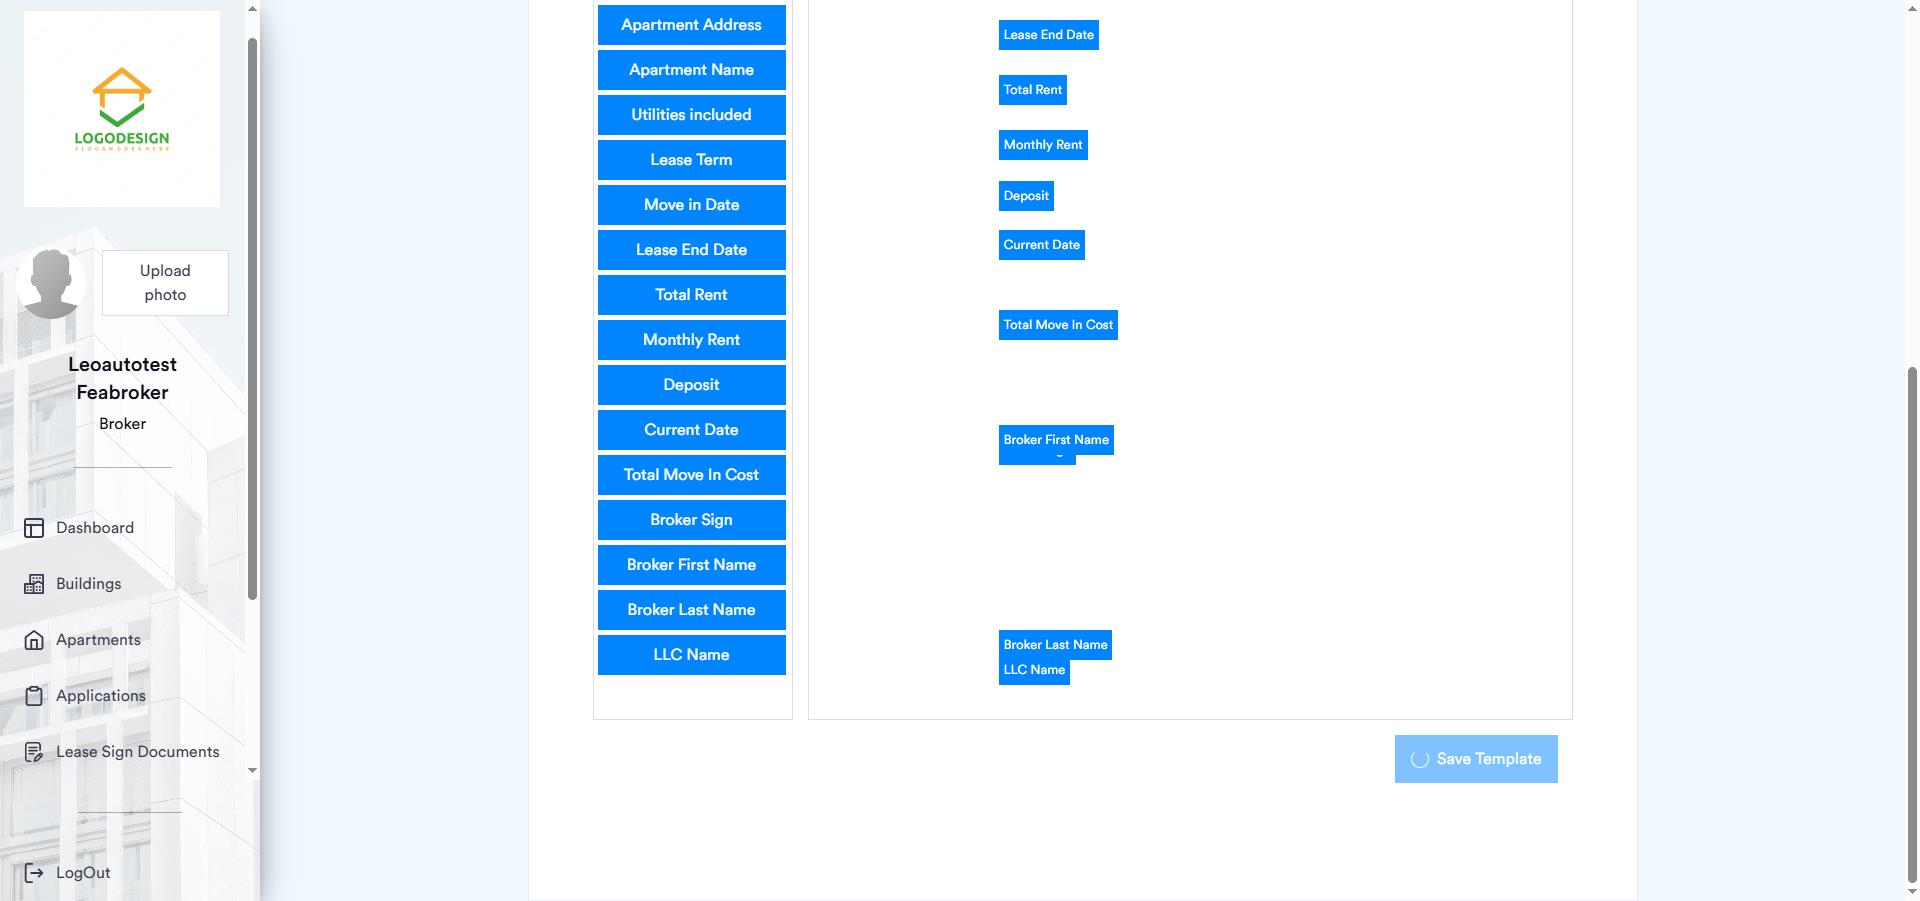 LOGODESIGN
SLOGANGOESHERE
Upload
photo
Leoautotest
Feabroker
Broker
Dashboard
Buildings
Apartments
Applications
Lease Sign Documents
LogOut
Apartment Address
Apartment Name
Utilities included
Lease Term
Move in Date
Lease End Date
Total Rent
Monthly Rent
Deposit
Current Date
Total Move In Cost
Broker Sign
Broker First Name
Broker Last Name
LLC Name
Lease End Date
Total Rent
Monthly Rent
Deposit
Current Date
Total Move In Cost
Broker First Name
Broker Last Name
LLC Name
Save Template